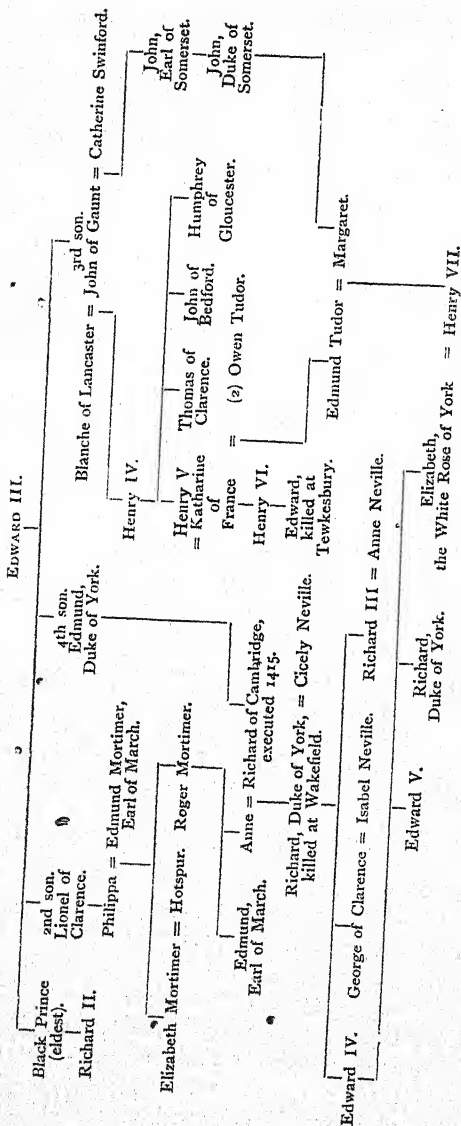 EDWARD III.
Black Prince
(eldest).
Richard II.
2nd son.
Lionel of
Clarence.
4th son.
Edmund,
Duke of York.
3rd son.
Blanche of Lancaster = John of Gaunt = Catherine Swinford.
Philippa = Edmund Mortimer,
Earl of March.
Henry IV.
John,
Earl of
Somerset.
John,
Duke of
Somerset.
Elizabeth Mortimer = Hotspur. Roger Mortimer.
Henry V
= Katharine
of
France
Thomas of
Clarence.
John of
Bedford.
Humphrey
of
Gloucester.
= (2) Owen Tudor.
Edmund,
Earl of March.
Anne = Richard of Cambridge,
executed 1415.
Henry VI.
Edward,
killed at
Tewkesbury.
Edmund Tudor = Margaret.
Richard, Duke of York, = Cicely Neville.
killed at Wakefield.
Edward IV. George of Clarence = Isabel Neville. Richard III = Anne Neville.
Edward V.
Richard,
Duke of York.
Elizabeth,
the White Rose of York = Henry VII.